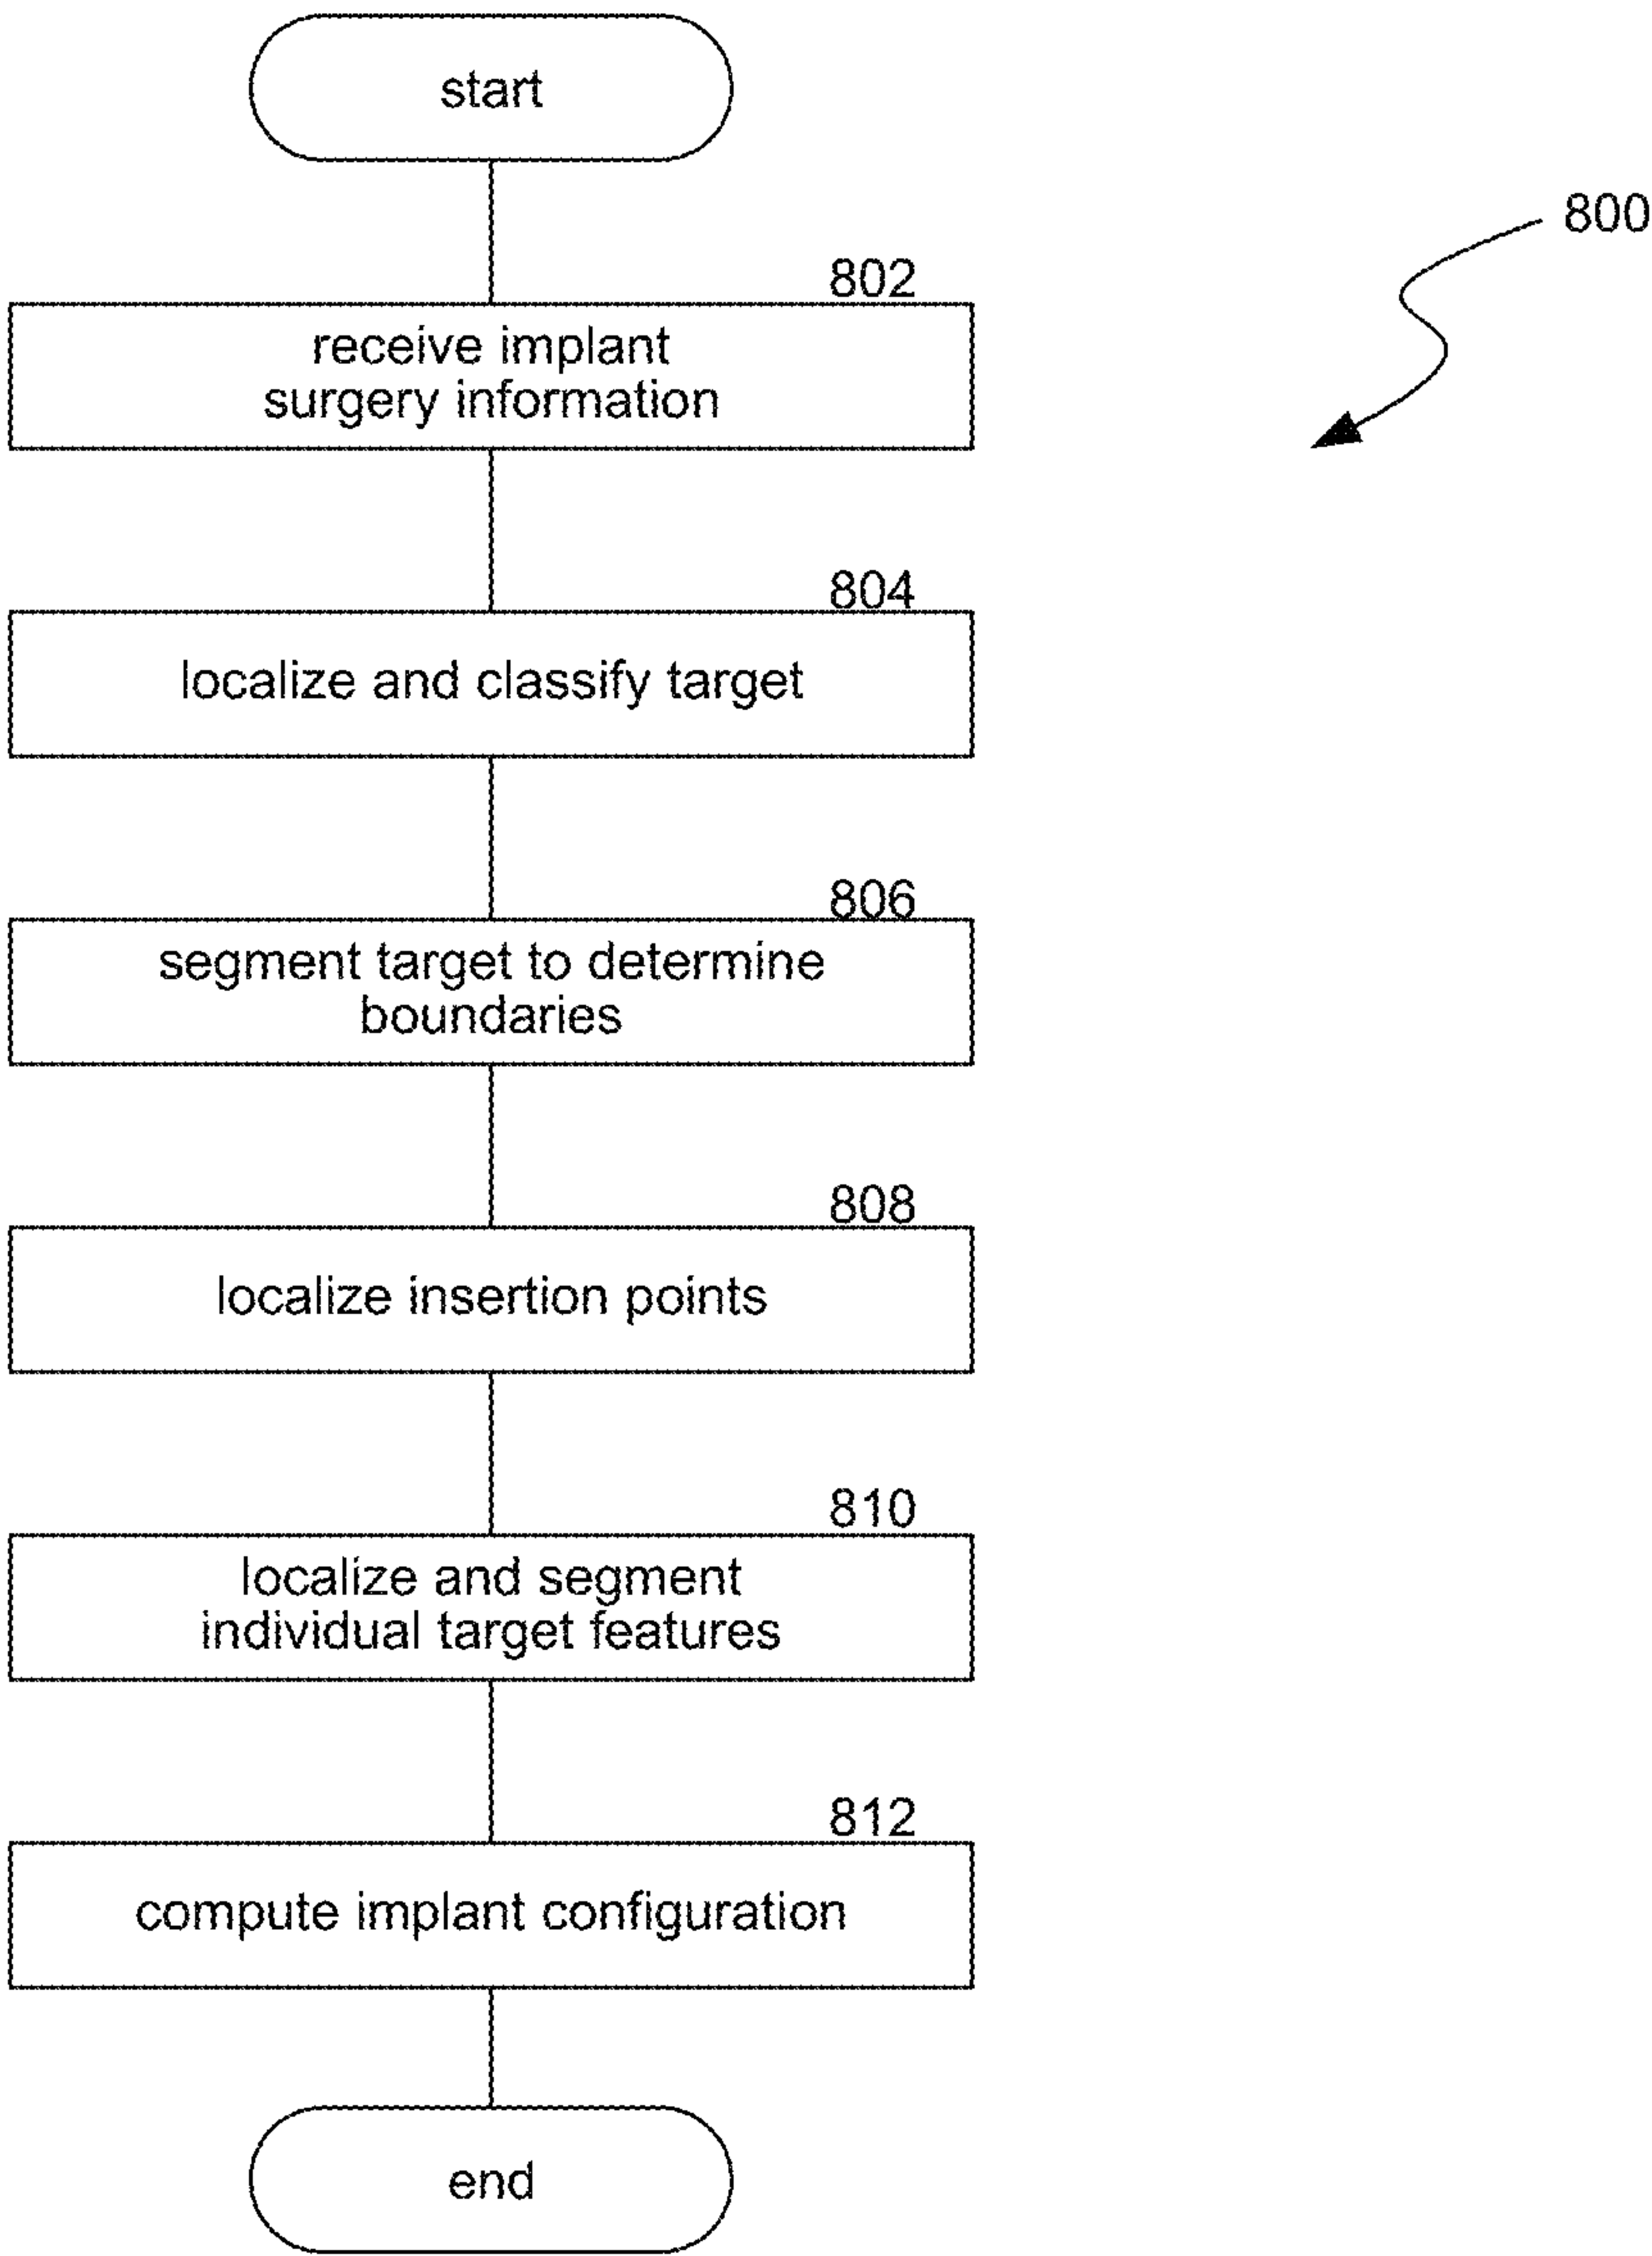 start
800
802
receive implant
surgery information
804
localize and classify target
806
segment target to determine
boundaries
808
localize insertion points
810
localize and segment
individual target features
812
compute implant configuration
end